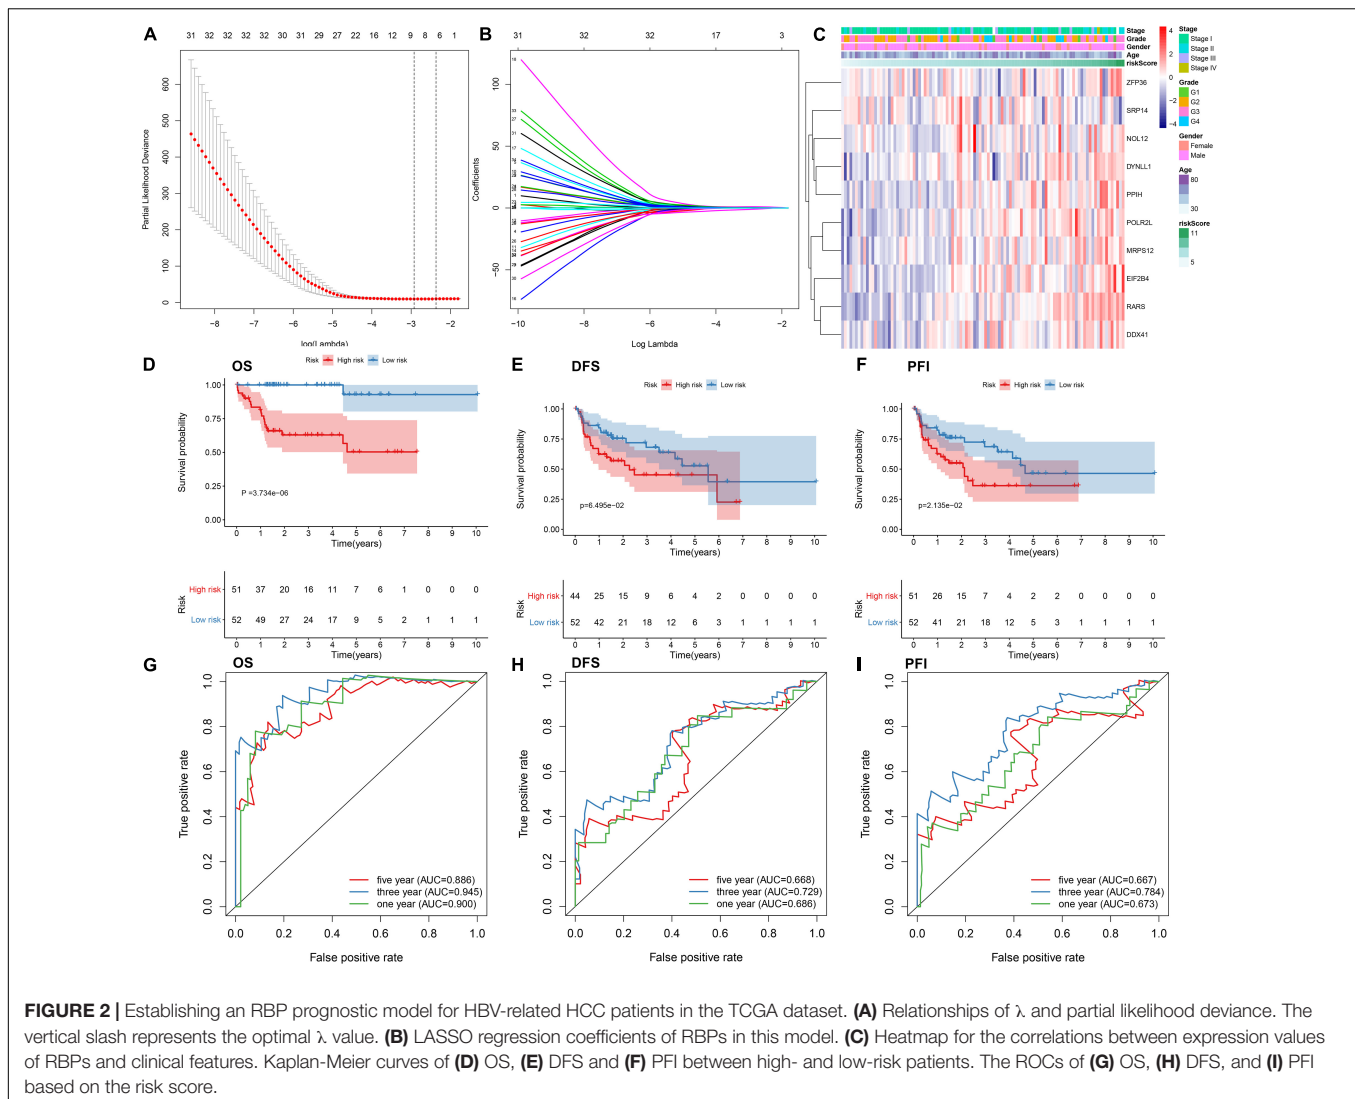 A
31 32 32 32 32 31 29 27 22 16 12 9 8 6 1
Partial Likelihood Deviance
600
500
400
300
200
100
0
−8 −7 −6 −5 −4 −3 −2
log(Lambda)
B
31 32 32 17 3
Coefficients
100
50
0
−50
−10 −8 −6 −4 −2
Log Lambda
C
Stage
Grade
Gender
Age
riskScore
ZFP36
SRP14
NOL12
DYNLL1
PPIH
POLR2L
MRPS12
EIF2B4
RARS
DDX41
4
2
0
−2
−4
Stage
Stage I
Stage II
Stage III
Stage IV
Grade
G1
G2
G3
G4
Gender
Female
Male
Age
80
30
riskScore
11
5
D OS
Risk High risk Low risk
Survival probability
1.00
0.75
0.50
0.25
0.00
P =3.734e−06
0 1 2 3 4 5 6 7 8 9 10
Time(years)
Risk
High risk 51 37 20 16 11 7 6 1 0 0 0
Low risk 52 49 27 24 17 9 5 2 1 1 1
0 1 2 3 4 5 6 7 8 9 10
Time(years)
E DFS
Risk High risk Low risk
Survival probability
1.00
0.75
0.50
0.25
0.00
p=6.495e−02
0 1 2 3 4 5 6 7 8 9 10
Time(years)
Risk
High risk 44 25 15 9 6 4 2 0 0 0 0
Low risk 52 42 21 18 12 6 3 1 1 1 1
0 1 2 3 4 5 6 7 8 9 10
Time(years)
F PFI
Risk High risk Low risk
Survival probability
1.00
0.75
0.50
0.25
0.00
p=2.135e−02
0 1 2 3 4 5 6 7 8 9 10
Time(years)
Risk
High risk 51 26 15 7 4 2 2 0 0 0 0
Low risk 52 41 21 18 12 5 3 1 1 1 1
0 1 2 3 4 5 6 7 8 9 10
Time(years)
G OS
True positive rate
1.0
0.8
0.6
0.4
0.2
0.0
five year (AUC=0.886)
three year (AUC=0.945)
one year (AUC=0.900)
0.0 0.2 0.4 0.6 0.8 1.0
False positive rate
H DFS
True positive rate
1.0
0.8
0.6
0.4
0.2
0.0
five year (AUC=0.668)
three year (AUC=0.729)
one year (AUC=0.686)
0.0 0.2 0.4 0.6 0.8 1.0
False positive rate
I PFI
True positive rate
1.0
0.8
0.6
0.4
0.2
0.0
five year (AUC=0.667)
three year (AUC=0.784)
one year (AUC=0.673)
0.0 0.2 0.4 0.6 0.8 1.0
False positive rate
FIGURE 2 | Establishing an RBP prognostic model for HBV-related HCC patients in the TCGA dataset. (A) Relationships of λ and partial likelihood deviance. The
vertical slash represents the optimal λ value. (B) LASSO regression coefficients of RBPs in this model. (C) Heatmap for the correlations between expression values
of RBPs and clinical features. Kaplan-Meier curves of (D) OS, (E) DFS and (F) PFI between high- and low-risk patients. The ROCs of (G) OS, (H) DFS, and (I) PFI
based on the risk score.